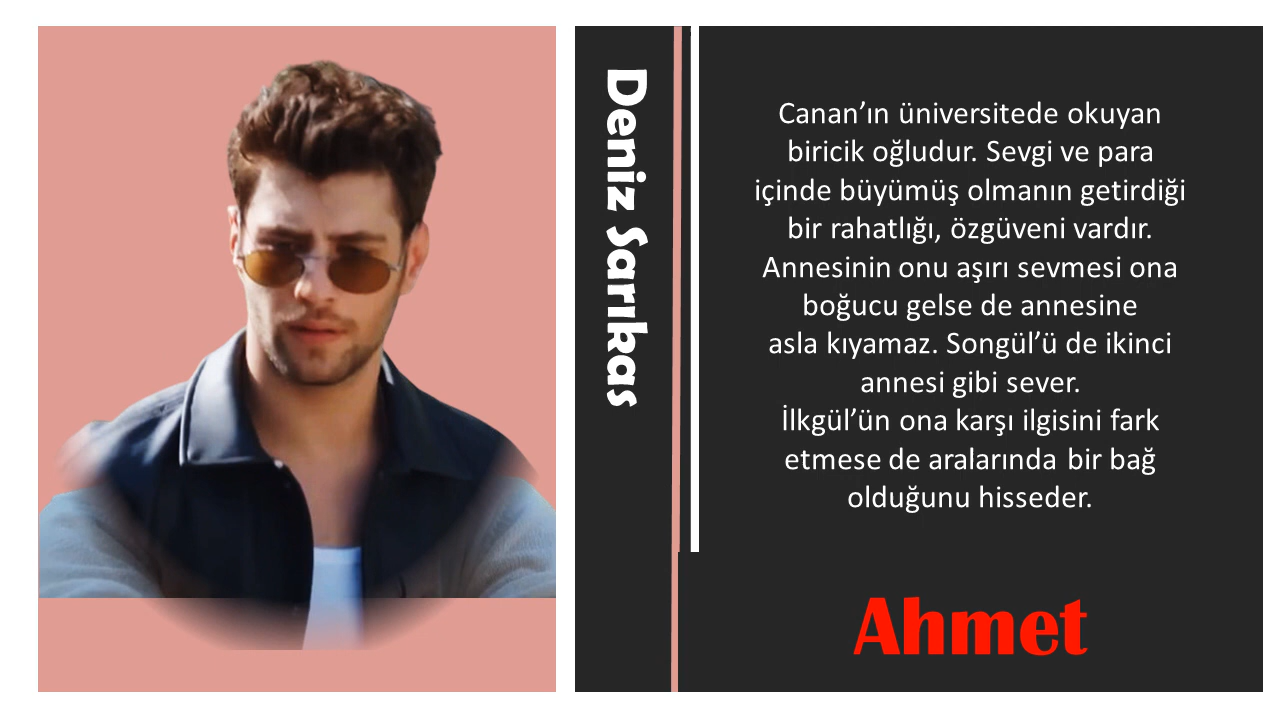 Deniz Sarıkas
Canan’ın üniversitede okuyan
biricik oğludur. Sevgi ve para
içinde büyümüş olmanın getirdiği
bir rahatlığı, özgüveni vardır.
Annesinin onu aşırı sevmesi ona
boğucu gelse de annesine
asla kıyamaz. Songül’ü de ikinci
annesi gibi sever.
İlkgül’ün ona karşı ilgisini fark
etmese de aralarında bir bağ
olduğunu hisseder.
Ahmet